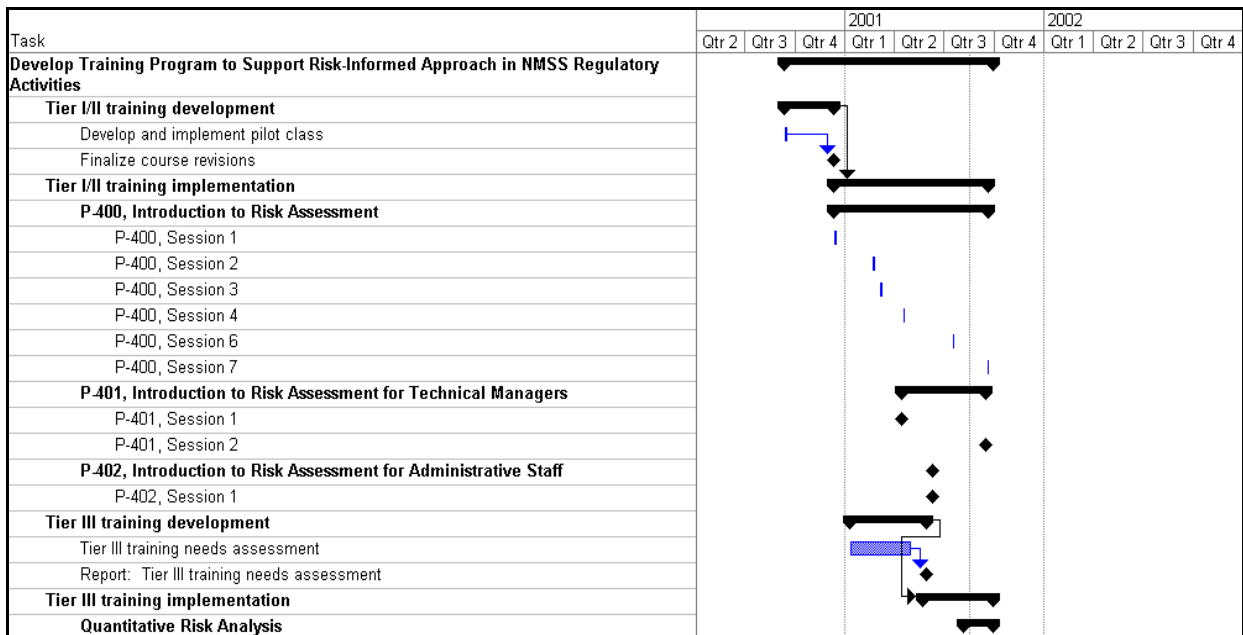 2001 2002
Task Qtr 2 Qtr 3 Qtr 4 Qtr 1 Qtr 2 Qtr 3 Qtr 4 Qtr 1 Qtr 2 Qtr 3 Qtr 4
Develop Training Program to Support Risk-Informed Approach in NMSS Regulatory
Activities
Tier I/II training development
Develop and implement pilot class
Finalize course revisions
Tier I/II training implementation
P-400, Introduction to Risk Assessment
P-400, Session 1
P-400, Session 2
P-400, Session 3
P-400, Session 4
P-400, Session 6
P-400, Session 7
P-401, Introduction to Risk Assessment for Technical Managers
P-401, Session 1
P-401, Session 2
P-402, Introduction to Risk Assessment for Administrative Staff
P-402, Session 1
Tier III training development
Tier III training needs assessment
Report: Tier III training needs assessment
Tier III training implementation
Quantitative Risk Analysis